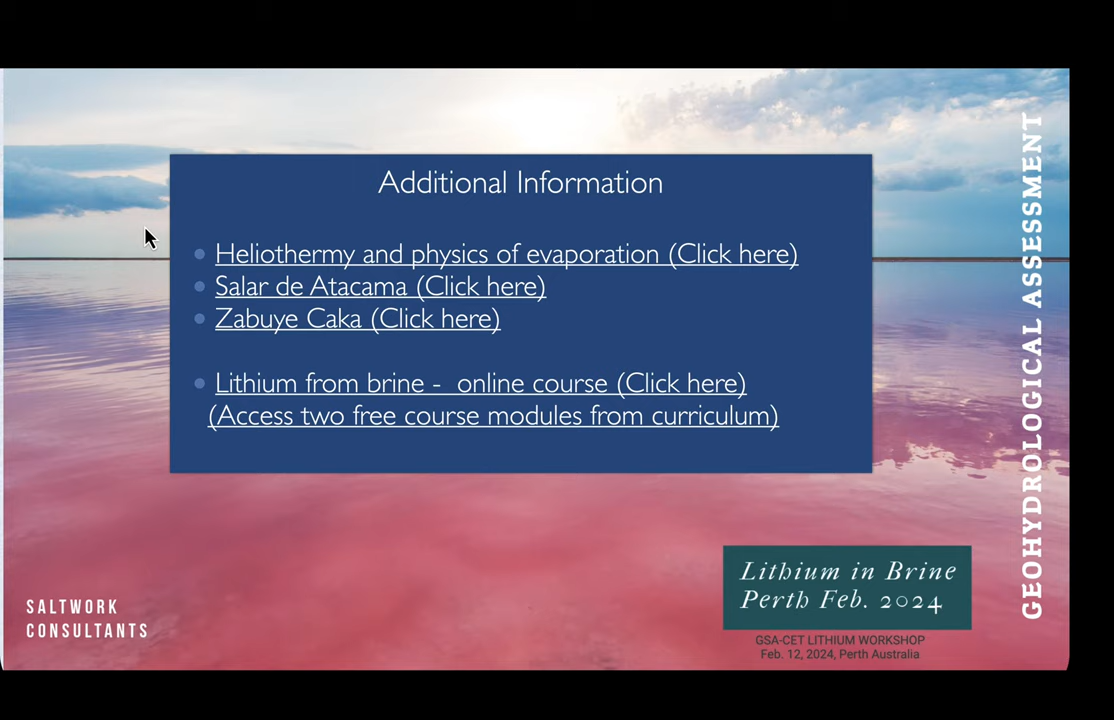 Additional Information
Heliothermy and physics of evaporation (Click here)
Salar de Atacama (Click here)
Zabuye Caka (Click here)
Lithium from brine - online course (Click here)
(Access two free course modules from curriculum)
GEOHYDROLOGICAL ASSESSMENT
SALTWORK
CONSULTANTS
Lithium in Brine
Perth Feb. 2024
GSA-CET LITHIUM WORKSHOP
Feb. 12, 2024, Perth Australia